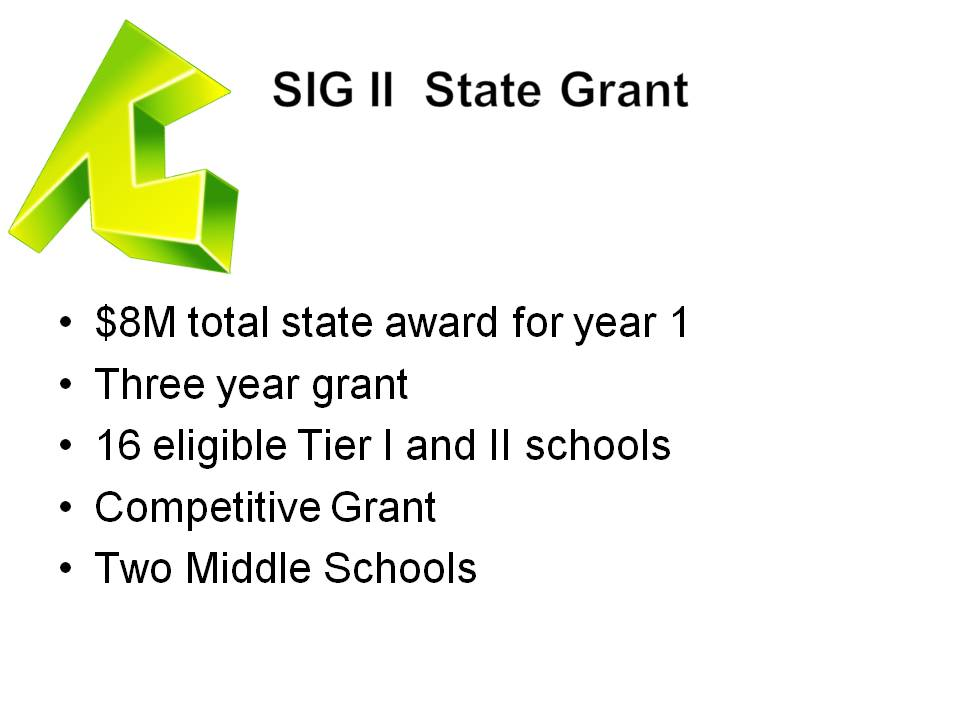 SIG II  State Grant
• $8M total state award for year 1
• Three year grant
• 16 eligible Tier I and II schools
• Competitive Grant
• Two Middle Schools